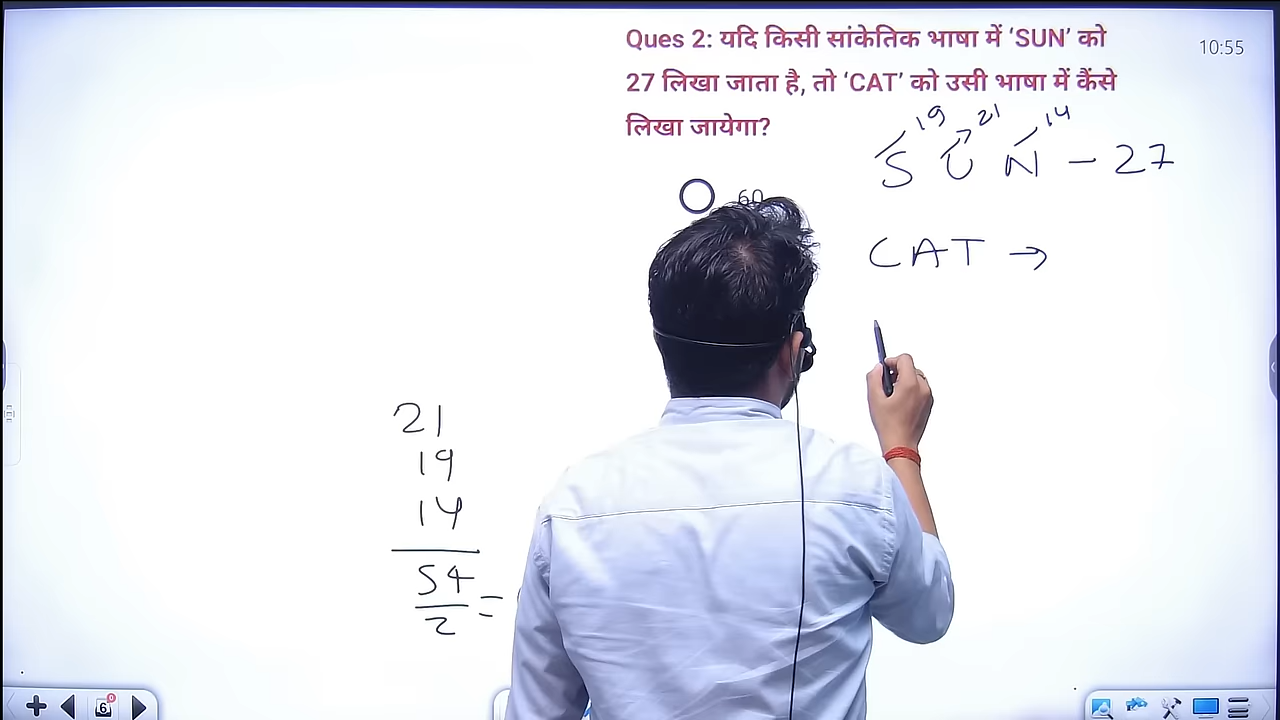 Ques 2: यदि किसी सांकेतिक भाषा में ‘SUN’ को
27 लिखा जाता है, तो ‘CAT’ को उसी भाषा में कैंसे
लिखा जायेगा?
10:55
19 21 14
S U N - 27
60
CAT →
21
19
14
54
2 =
6